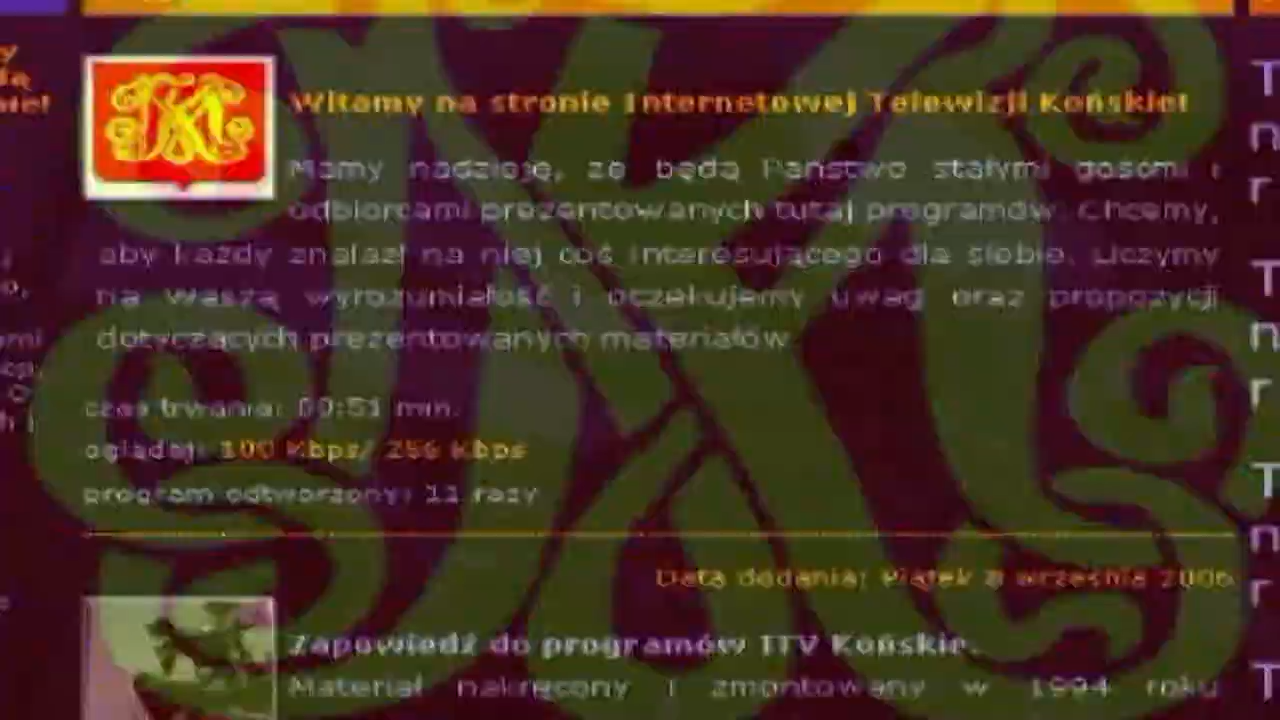 Witamy na stronie Internetowej Telewizji Końskie!
Mamy nadzieję, że będą Państwo stałymi gośćmi i
odbiorcami prezentowanych tutaj programów. Chcemy,
aby każdy znalazł na niej coś interesującego dla siebie. Liczymy
na Waszą wyrozumiałość i oczekujemy uwag oraz propozycji
dotyczących prezentowanych materiałów
czas trwania: 00:51 min.
oglądaj: 100 Kbps/ 256 Kbps
program odtworzony: 11 razy
Data dodania: Piątek 8 września 2006
Zapowiedź do programów ITV Końskie.
Materiał nakręcony i zmontowany w 1994 roku